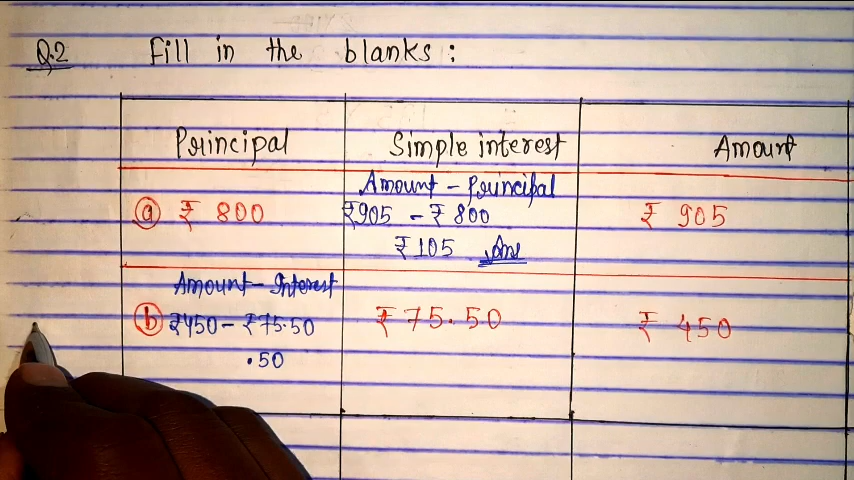 Q.2 Fill in the blanks :
Principal Simple interest Amount
Amount - Principal
ⓐ ₹ 800 ₹905 - ₹ 800 ₹ 905
₹105 Ans
Amount - Interest
ⓑ ₹450 - ₹75.50 ₹75.50 ₹ 450
.50